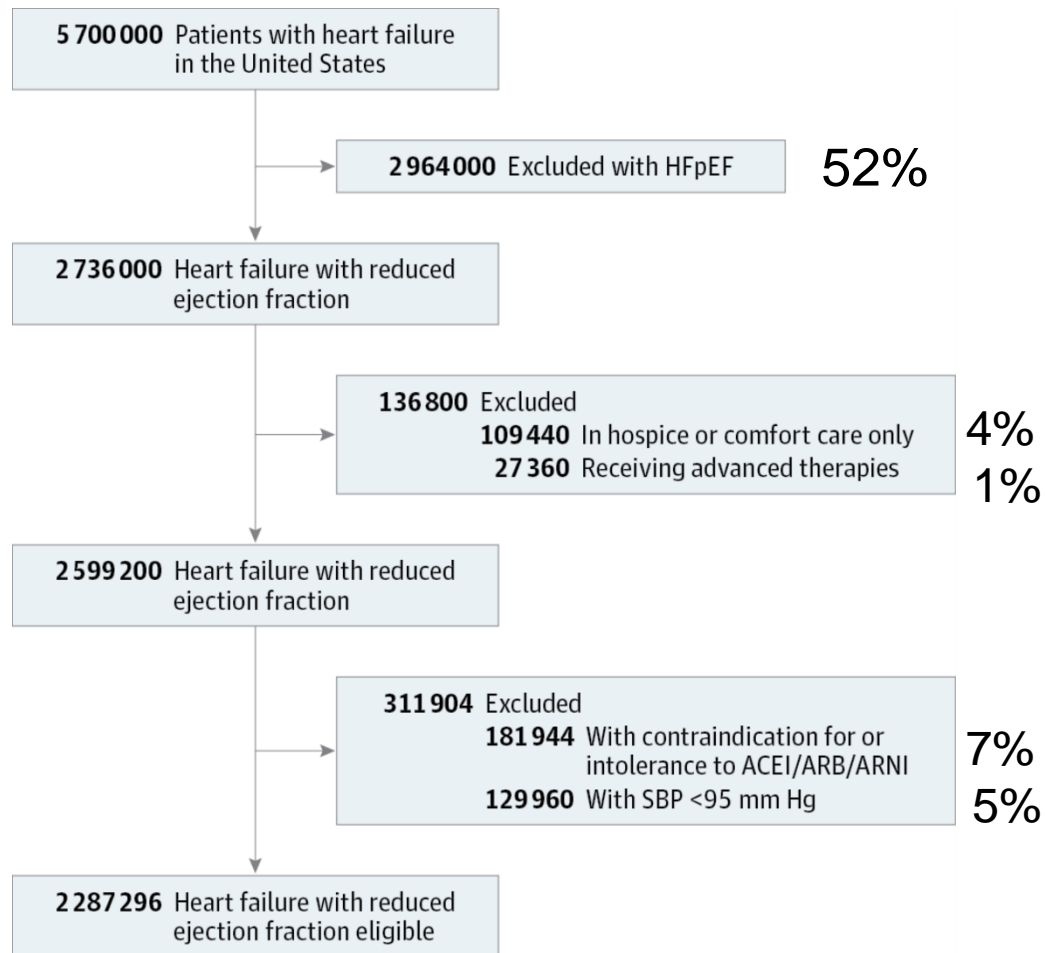 5 700 000 Patients with heart failure
in the United States
2 964 000 Excluded with HFpEF
52%
2 736 000 Heart failure with reduced
ejection fraction
136 800 Excluded
109 440 In hospice or comfort care only
4%
27 360 Receiving advanced therapies
1%
2 599 200 Heart failure with reduced
ejection fraction
311 904 Excluded
181 944 With contraindication for or
intolerance to ACEI/ARB/ARNI
7%
129 960 With SBP <95 mm Hg
5%
2 287 296 Heart failure with reduced
ejection fraction eligible